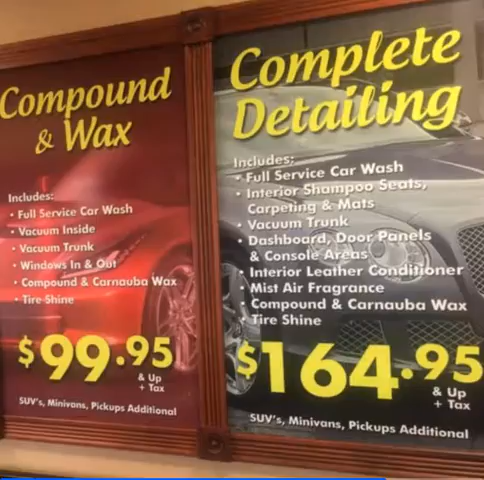 Compound
& Wax
Includes:
• Full Service Car Wash
• Vacuum Inside
• Vacuum Trunk
• Windows In & Out
• Compound & Carnauba Wax
• Tire Shine
$99.95
& Up
+ Tax
SUV's, Minivans, Pickups Additional
Complete
Detailing
Includes:
• Full Service Car Wash
• Interior Shampoo Seats,
Carpeting & Mats
• Vacuum Trunk
• Dashboard, Door Panels
& Console Areas
• Interior Leather Conditioner
• Mist Air Fragrance
• Compound & Carnauba Wax
• Tire Shine
$164.95
& Up
+ Tax
SUV's, Minivans, Pickups Additional